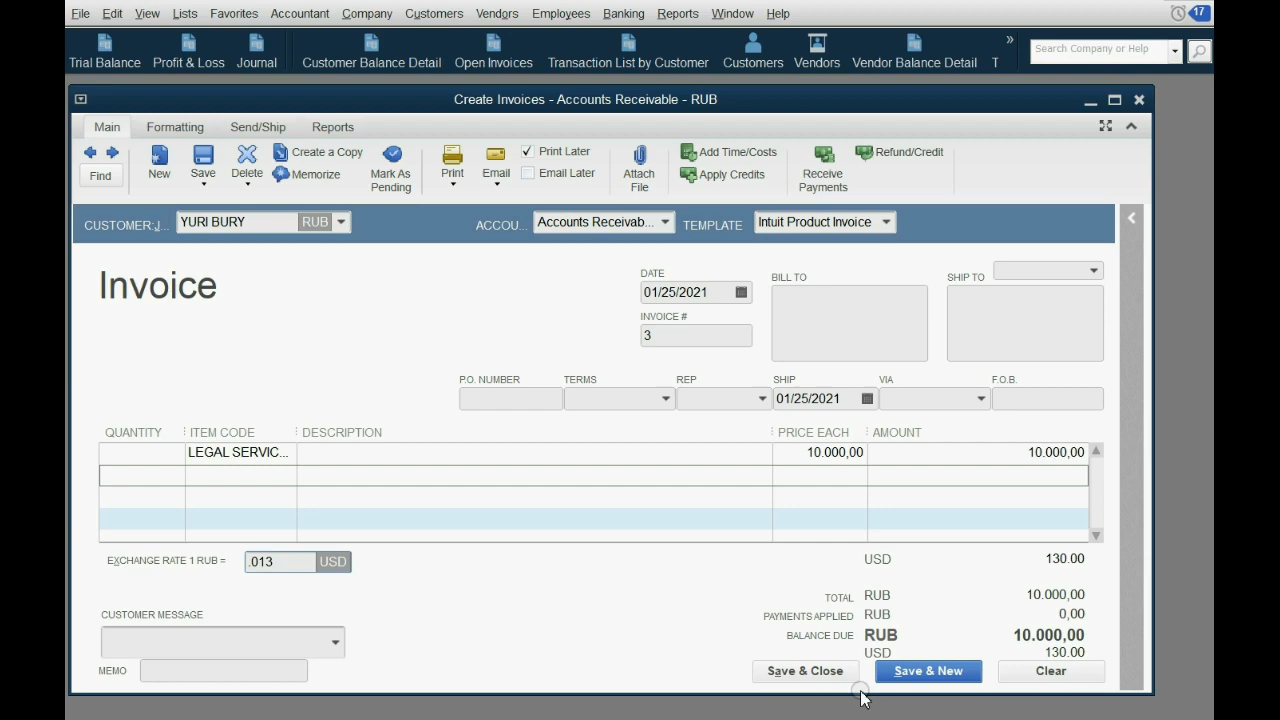 File Edit View Lists Favorites Accountant Company Customers Vendors Employees Banking Reports Window Help 17
Trial Balance Profit & Loss Journal Customer Balance Detail Open Invoices Transaction List by Customer Customers Vendors Vendor Balance Detail T » Search Company or Help
Create Invoices - Accounts Receivable - RUB
Main Formatting Send/Ship Reports
Find New Save Delete Create a Copy Memorize Mark As Pending Print Email Print Later Email Later Attach File Add Time/Costs Apply Credits Receive Payments Refund/Credit
CUSTOMER:J... YURI BURY RUB ACCOU... Accounts Receivab... TEMPLATE Intuit Product Invoice
Invoice
DATE BILL TO SHIP TO
01/25/2021
INVOICE #
3
P.O. NUMBER TERMS REP SHIP VIA F.O.B.
01/25/2021
QUANTITY ITEM CODE DESCRIPTION PRICE EACH AMOUNT
LEGAL SERVIC... 10.000,00 10.000,00
EXCHANGE RATE 1 RUB = .013 USD USD 130.00
TOTAL RUB 10.000,00
CUSTOMER MESSAGE PAYMENTS APPLIED RUB 0,00
BALANCE DUE RUB 10.000,00
USD 130.00
MEMO Save & Close Save & New Clear